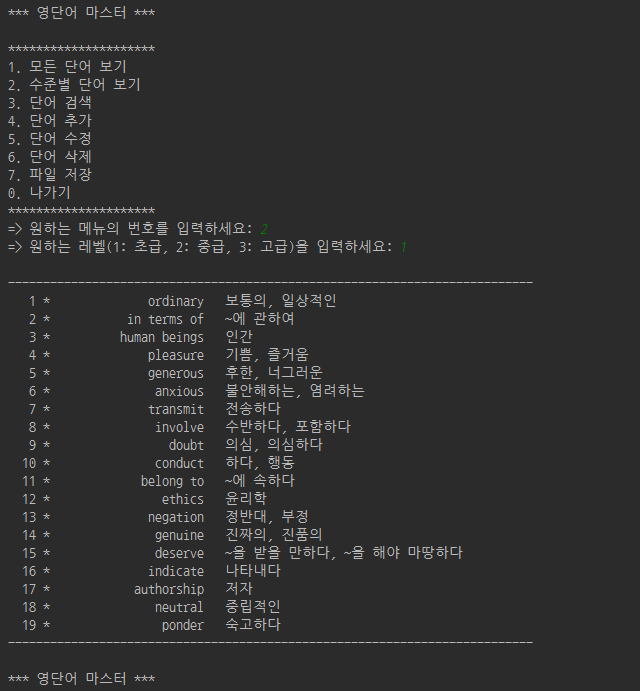 *** 영단어 마스터 ***
*********************
1. 모든 단어 보기
2. 수준별 단어 보기
3. 단어 검색
4. 단어 추가
5. 단어 수정
6. 단어 삭제
7. 파일 저장
0. 나가기
*********************
=> 원하는 메뉴의 번호를 입력하세요: 2
=> 원하는 레벨(1: 초급, 2: 중급, 3: 고급)을 입력하세요: 1
---------------------------------------------------------------------------
1 * ordinary 보통의, 일상적인
2 * in terms of ~에 관하여
3 * human beings 인간
4 * pleasure 기쁨, 즐거움
5 * generous 후한, 너그러운
6 * anxious 불안해하는, 염려하는
7 * transmit 전송하다
8 * involve 수반하다, 포함하다
9 * doubt 의심, 의심하다
10 * conduct 하다, 행동
11 * belong to ~에 속하다
12 * ethics 윤리학
13 * negation 정반대, 부정
14 * genuine 진짜의, 진품의
15 * deserve ~을 받을 만하다, ~을 해야 마땅하다
16 * indicate 나타내다
17 * authorship 저자
18 * neutral 중립적인
19 * ponder 숙고하다
---------------------------------------------------------------------------
*** 영단어 마스터 ***